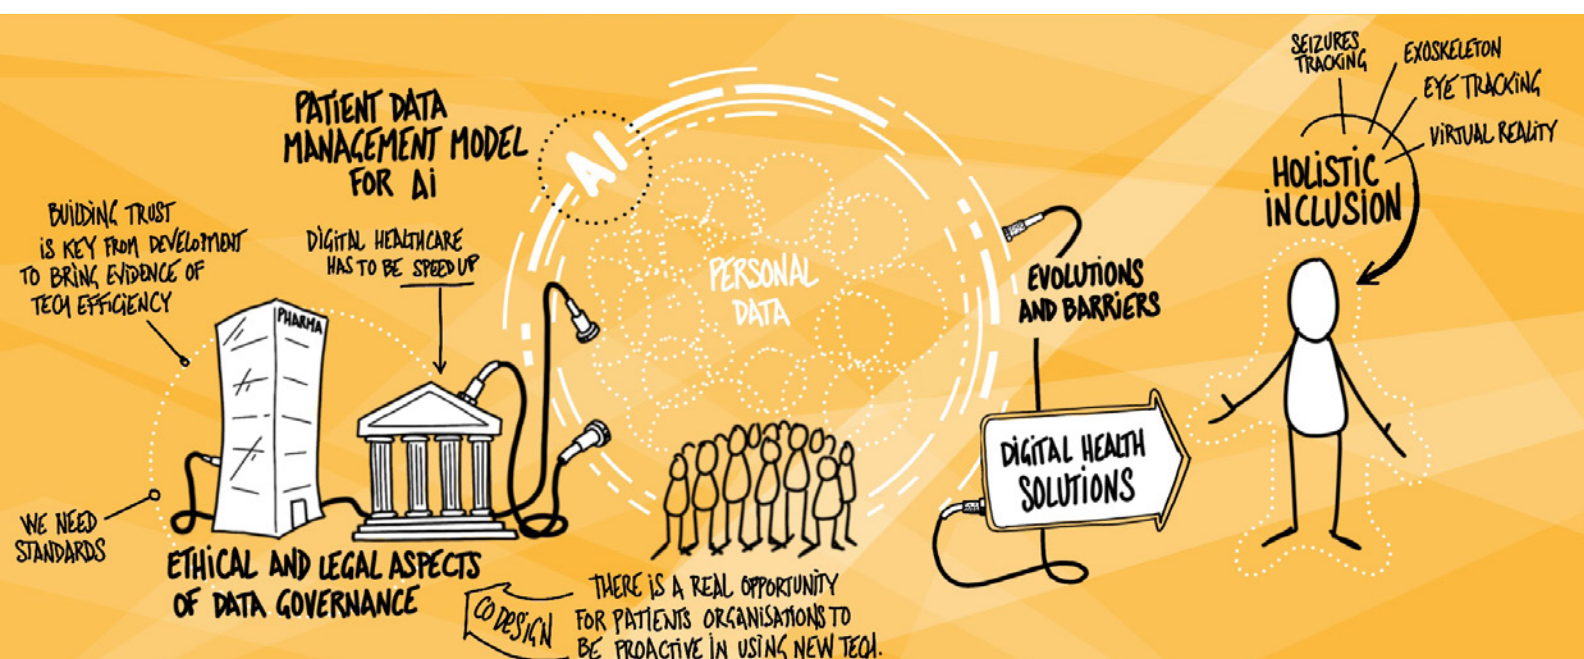 PATIENT DATA
MANAGEMENT MODEL
FOR Ai
BUILDING TRUST
IS KEY FROM DEVELOPMENT
TO BRING EVIDENCE OF
TECH EFFICIENCY
DIGITAL HEALTHCARE
HAS TO BE SPEED UP
PHARMA
WE NEED
STANDARDS
ETHICAL AND LEGAL ASPECTS
OF DATA GOVERNANCE
CO DESIGN
THERE IS A REAL OPPORTUNITY
FOR PATIENTS ORGANISATIONS TO
BE PROACTIVE IN USING NEW TECH.
AI
PERSONAL
DATA
EVOLUTIONS
AND BARRIERS
DIGITAL HEALTH
SOLUTIONS
SEIZURES
TRACKING
EXOSKELETON
EYE TRACKING
VIRTUAL REALITY
HOLISTIC
INCLUSION